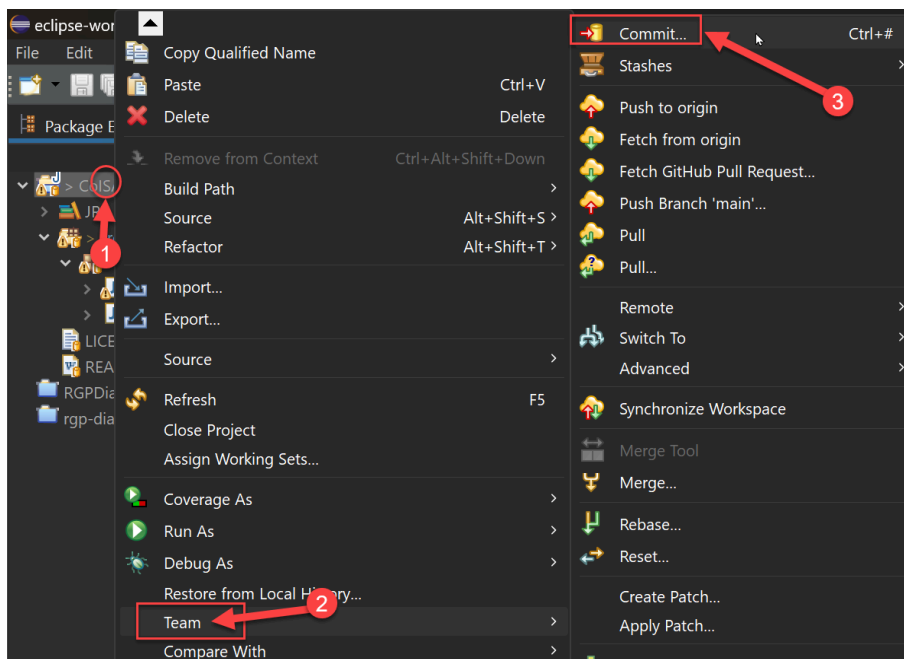 eclipse-wor
File Edit
Package E
> ColSA
JR
LICE
REA
RGPDia
rgp-dia
1
Copy Qualified Name
Paste Ctrl+V
Delete Delete
Remove from Context Ctrl+Alt+Shift+Down
Build Path >
Source Alt+Shift+S >
Refactor Alt+Shift+T >
Import...
Export...
Source >
Refresh F5
Close Project
Assign Working Sets...
Coverage As >
Run As >
Debug As >
Restore from Local History...
2
Team >
Compare With >
Commit... Ctrl+#
3
Stashes >
Push to origin
Fetch from origin
Fetch GitHub Pull Request...
Push Branch 'main'...
Pull
Pull...
Remote >
Switch To >
Advanced >
Synchronize Workspace
Merge Tool
Merge...
Rebase...
Reset...
Create Patch...
Apply Patch...